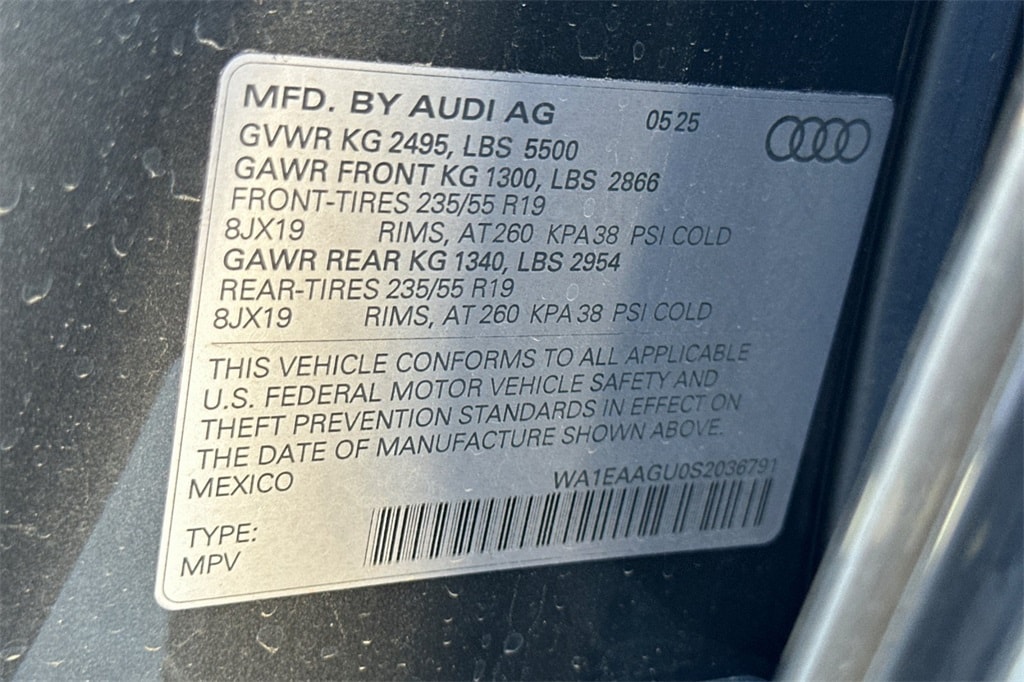 MFD. BY AUDI AG 05 25
GVWR KG 2495, LBS 5500
GAWR FRONT KG 1300, LBS 2866
FRONT-TIRES 235/55 R19
8JX19 RIMS, AT 260 KPA 38 PSI COLD
GAWR REAR KG 1340, LBS 2954
REAR-TIRES 235/55 R19
8JX19 RIMS, AT 260 KPA 38 PSI COLD
THIS VEHICLE CONFORMS TO ALL APPLICABLE
U.S. FEDERAL MOTOR VEHICLE SAFETY AND
THEFT PREVENTION STANDARDS IN EFFECT ON
THE DATE OF MANUFACTURE SHOWN ABOVE.
MEXICO WA1EAAGU0S2036791
TYPE:
MPV